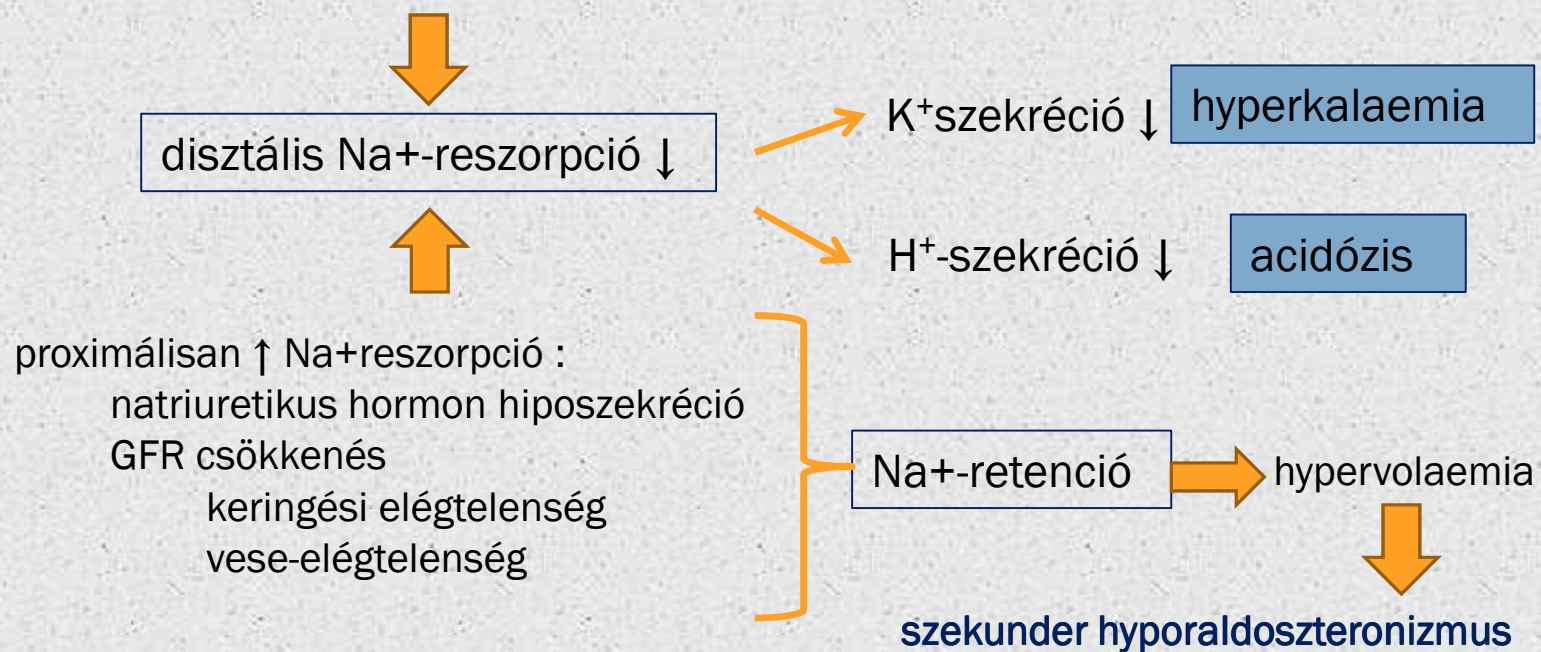 disztális Na+-reszorpció ↓
K⁺szekréció ↓
hyperkalaemia
H⁺-szekréció ↓
acidózis
proximálisan ↑ Na+reszorpció :
natriuretikus hormon hiposzekréció
GFR csökkenés
keringési elégtelenség
vese-elégtelenség
Na+-retenció
hypervolaemia
szekunder hyporaldoszteronizmus